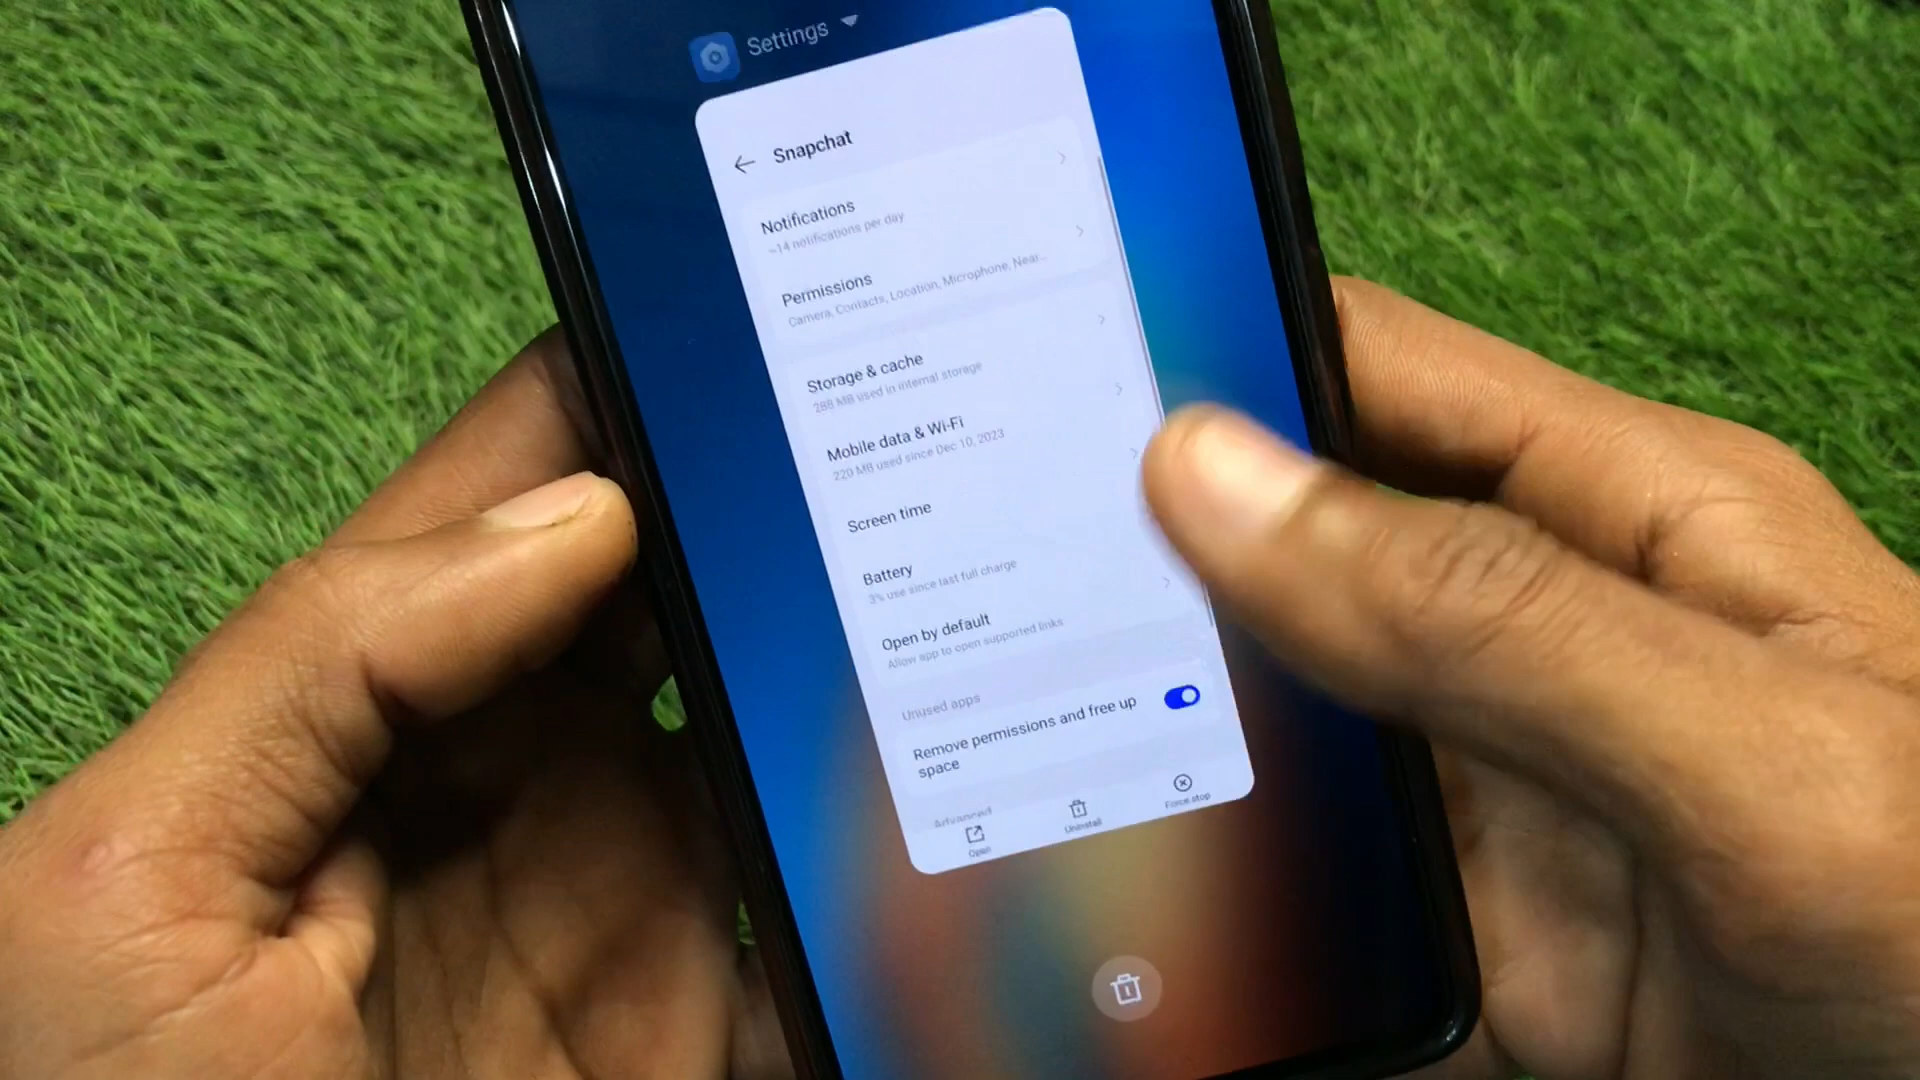 Settings
Snapchat
Notifications
~14 notifications per day
Permissions
Camera, Contacts, Location, Microphone, Near...
Storage & cache
288 MB used in internal storage
Mobile data & Wi-Fi
220 MB used since Dec 10, 2023
Screen time
Battery
3% use since last full charge
Open by default
Allow app to open supported links
Unused apps
Remove permissions and free up
space
Advanced
Open
Uninstall
Force stop